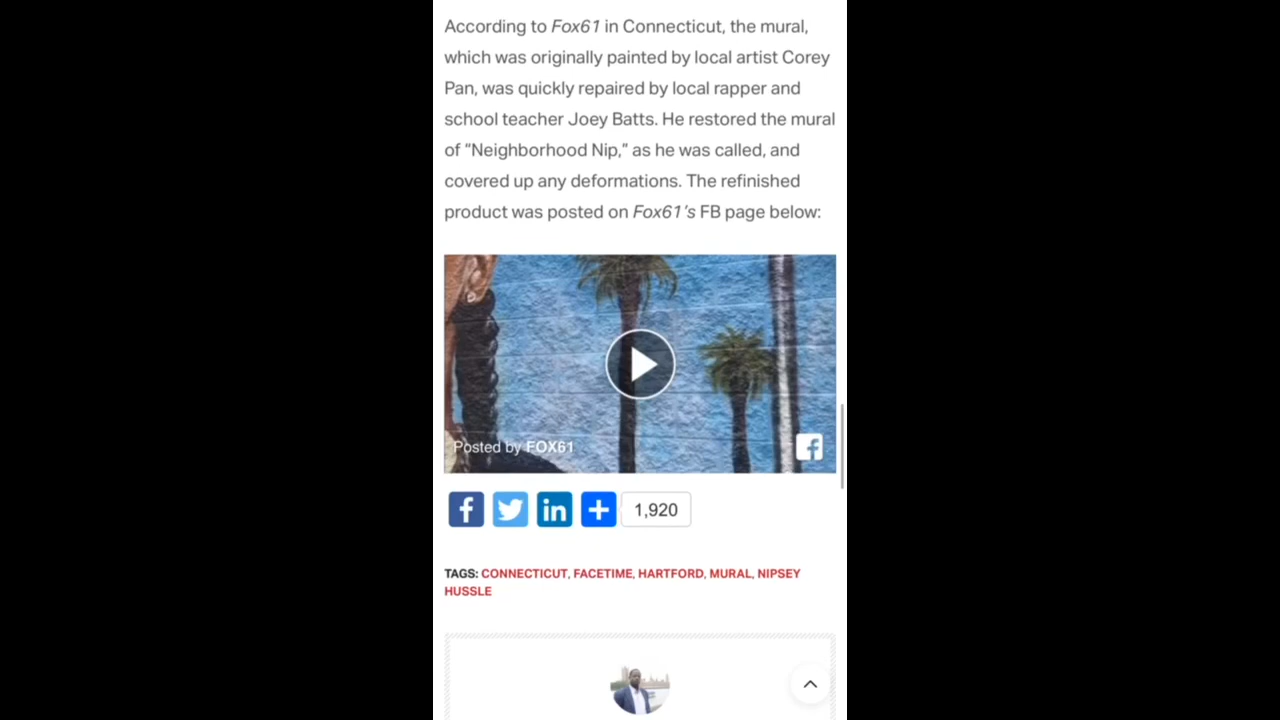 According to Fox61 in Connecticut, the mural,
which was originally painted by local artist Corey
Pan, was quickly repaired by local rapper and
school teacher Joey Batts. He restored the mural
of “Neighborhood Nip,” as he was called, and
covered up any deformations. The refinished
product was posted on Fox61’s FB page below:
Posted by FOX61
1,920
TAGS: CONNECTICUT, FACETIME, HARTFORD, MURAL, NIPSEY
HUSSLE